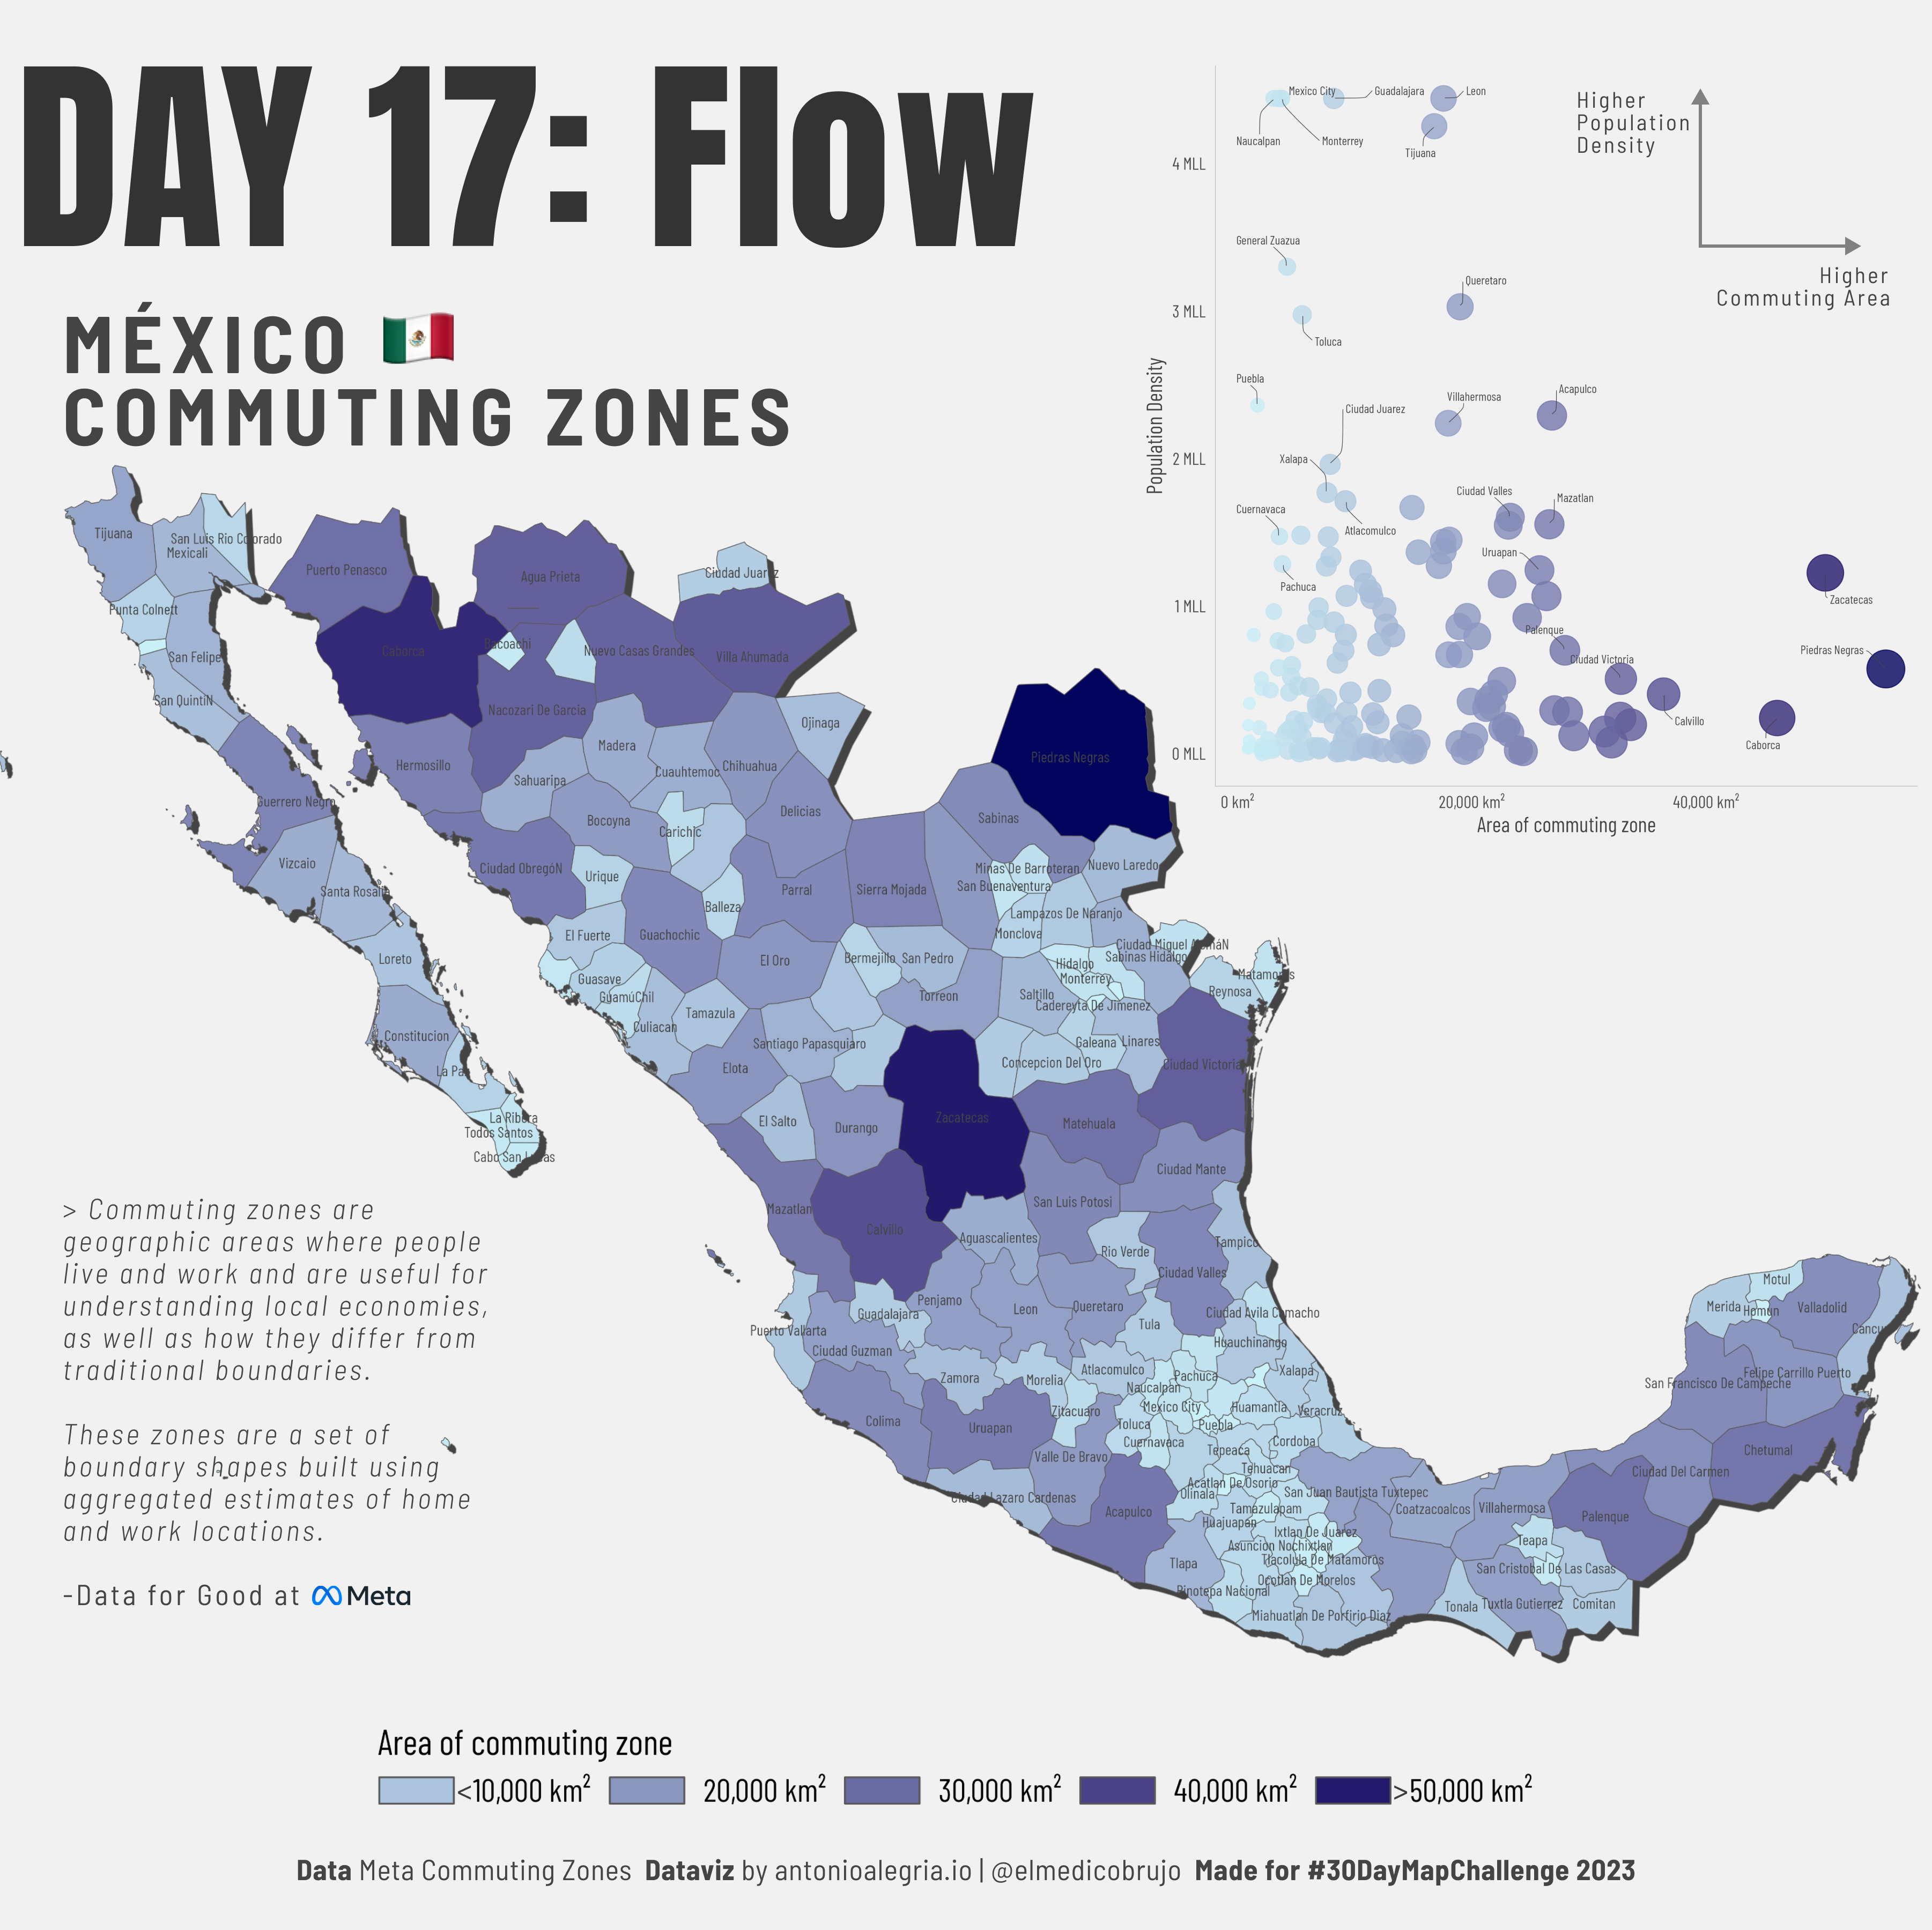 DAY 17: Flow
MÉXICO
COMMUTING ZONES
Higher
Population
Density
Higher
Commuting Area
Population Density
4 MLL
3 MLL
2 MLL
1 MLL
0 MLL
0 km²
20,000 km²
40,000 km²
Area of commuting zone
Mexico City
Guadalajara
Leon
Naucalpan
Monterrey
Tijuana
General Zuazua
Queretaro
Toluca
Puebla
Ciudad Juarez
Villahermosa
Acapulco
Xalapa
Cuernavaca
Atlacomulco
Ciudad Valles
Mazatlan
Pachuca
Uruapan
Zacatecas
Palenque
Ciudad Victoria
Piedras Negras
Calvillo
Caborca
Tijuana
San Luis Rio Colorado
Mexicali
Puerto Penasco
Agua Prieta
Ciudad Juarez
Punta Colnett
San Felipe
Caborca
Bacoachi
Nuevo Casas Grandes
Villa Ahumada
San QuintiN
Nacozari De Garcia
Ojinaga
Madera
Hermosillo
Sahuaripa
Cuauhtemoc
Chihuahua
Piedras Negras
Guerrero Negro
Bocoyna
Carichic
Delicias
Sabinas
Vizcaio
Santa Rosalia
Ciudad ObregóN
Urique
Balleza
Parral
Sierra Mojada
Minas De Barroteran
San Buenaventura
Nuevo Laredo
Lampazos De Naranjo
El Fuerte
Guachochic
Monclova
Ciudad Miguel AlemáN
Loreto
Guasave
GuamúChil
El Oro
Bermejillo
San Pedro
Hidalgo
Sabinas Hidalgo
Monterrey
Matamoros
Reynosa
Torreon
Saltillo
Cadereyta De Jimenez
Constitucion
Culiacan
Tamazula
Santiago Papasquiaro
Galeana
Linares
Concepcion Del Oro
Ciudad Victoria
La Paz
Elota
La Ribera
Todos Santos
Cabo San Lucas
El Salto
Durango
Zacatecas
Matehuala
Ciudad Mante
Mazatlan
Calvillo
San Luis Potosi
Aguascalientes
Rio Verde
Tampico
Ciudad Valles
Penjamo
Guadalajara
Leon
Queretaro
Ciudad Avila Camacho
Puerto Vallarta
Ciudad Guzman
Tula
Huauchinango
Zamora
Morelia
Atlacomulco
Naucalpan
Pachuca
Xalapa
Colima
Uruapan
Zitacuaro
Toluca
Mexico City
Puebla
Huamantla
Veracruz
Cuernavaca
Tepeaca
Cordoba
Valle De Bravo
Tehuacan
Acatlan De Osorio
Olinala
San Juan Bautista Tuxtepec
Ciudad Lazaro Cardenas
Acapulco
Tamazulapam
Huajuapan
Ixtlan De Juarez
Asuncion Nochixtlan
Tlacolula De Matamoros
Tlapa
Ocotlan De Morelos
Pinotepa Nacional
Miahuatlan De Porfirio Diaz
Coatzacoalcos
Villahermosa
Palenque
Teapa
San Cristobal De Las Casas
Tonala
Tuxtla Gutierrez
Comitan
Ciudad Del Carmen
Chetumal
San Francisco De Campeche
Felipe Carrillo Puerto
Motul
Merida
Homun
Valladolid
Cancun
> Commuting zones are
geographic areas where people
live and work and are useful for
understanding local economies,
as well as how they differ from
traditional boundaries.
These zones are a set of
boundary shapes built using
aggregated estimates of home
and work locations.
-Data for Good at Meta
Area of commuting zone
<10,000 km²
20,000 km²
30,000 km²
40,000 km²
>50,000 km²
Data Meta Commuting Zones Dataviz by antonioalegria.io | @elmedicobrujo Made for #30DayMapChallenge 2023